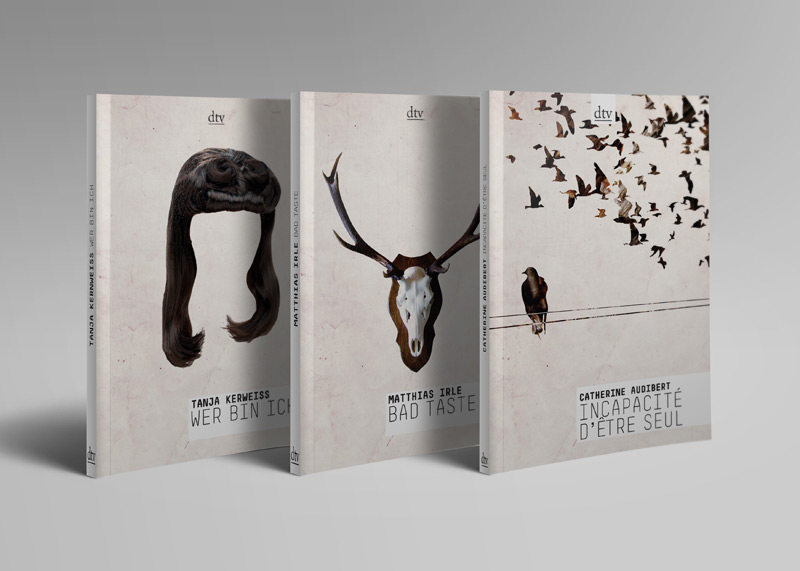 TANJA KERNWEISS WER BIN ICH
dtv
dtv
TANJA KERWEISS
WER BIN ICH
MATTHIAS IRLE BAD TASTE
dtv
dtv
MATTHIAS IRLE
BAD TASTE
CATHERINE AUDIBERT INCAPACITÉ D'ÊTRE SEUL
dtv
dtv
CATHERINE AUDIBERT
INCAPACITÉ
D'ÊTRE SEUL